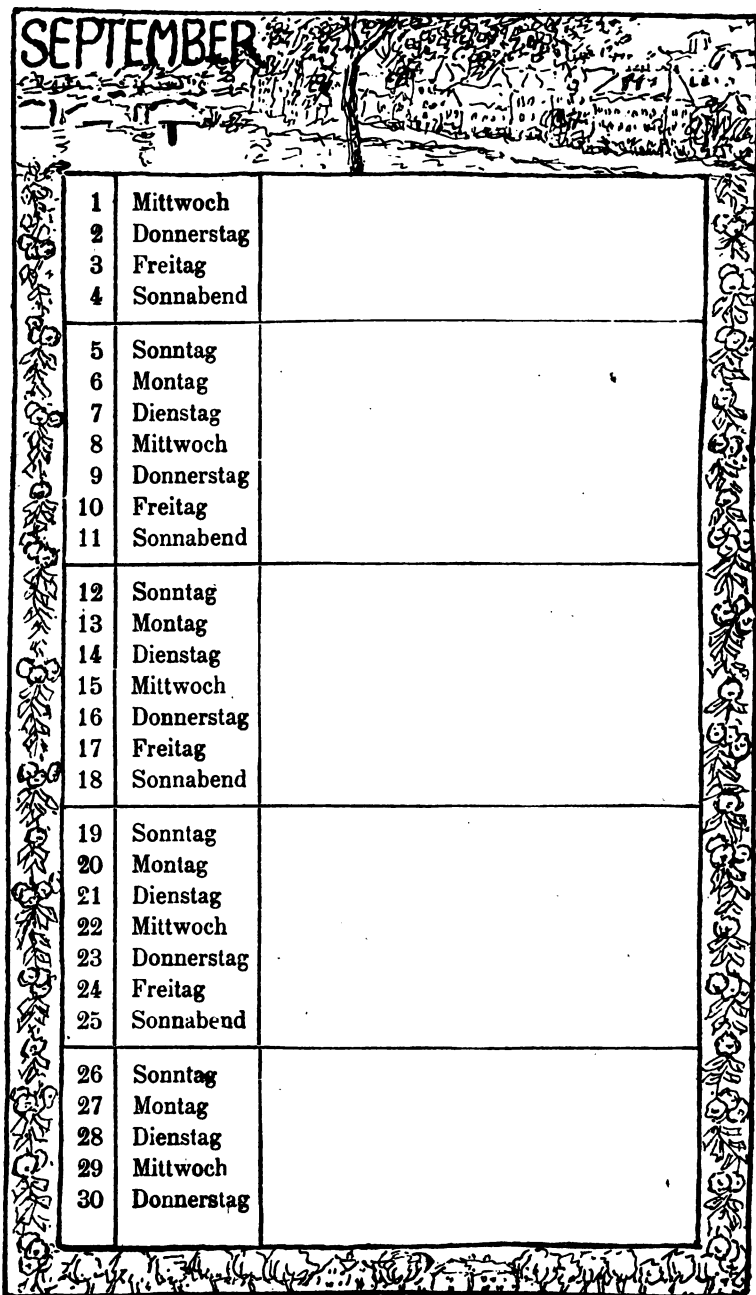 SEPTEMBER
1 Mittwoch
2 Donnerstag
3 Freitag
4 Sonnabend
5 Sonntag
6 Montag
7 Dienstag
8 Mittwoch
9 Donnerstag
10 Freitag
11 Sonnabend
12 Sonntag
13 Montag
14 Dienstag
15 Mittwoch
16 Donnerstag
17 Freitag
18 Sonnabend
19 Sonntag
20 Montag
21 Dienstag
22 Mittwoch
23 Donnerstag
24 Freitag
25 Sonnabend
26 Sonntag
27 Montag
28 Dienstag
29 Mittwoch
30 Donnerstag